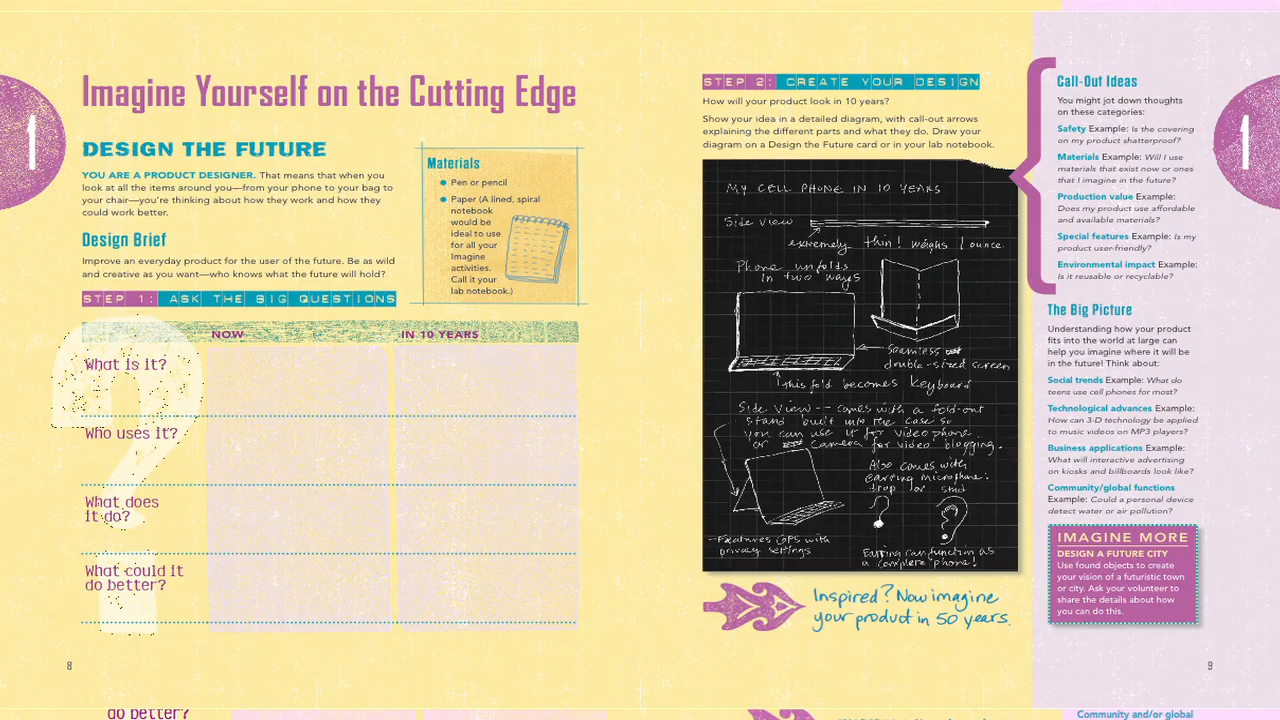 1
Imagine Yourself on the Cutting Edge
DESIGN THE FUTURE
YOU ARE A PRODUCT DESIGNER. That means that when you
look at all the items around you—from your phone to your bag to
your chair—you're thinking about how they work and how they
could work better.
Design Brief
Improve an everyday product for the user of the future. Be as wild
and creative as you want—who knows what the future will hold?
Materials
Pen or pencil
Paper (A lined, spiral
notebook
would be
ideal to use
for all your
Imagine
activities.
Call it your
lab notebook.)
STEP 1: ASK THE BIG QUESTIONS
NOW
IN 10 YEARS
What is it?
Who uses it?
What does
it do?
What could it
do better?
8
STEP 2: CREATE YOUR DESIGN
How will your product look in 10 years?
Show your idea in a detailed diagram, with call-out arrows
explaining the different parts and what they do. Draw your
diagram on a Design the Future card or in your lab notebook.
MY CELL PHONE IN 10 YEARS
Side view
extremely thin! weighs 1 ounce.
Phone unfolds
in two ways
Seamless
double-sized screen
this fold becomes keyboard
Side View -- comes with a fold-out
stand built into the case so
you can use it for video phone
or camera for video blogging.
Also comes with
earring microphone:
drop or stud
--Features GPS with
privacy settings
Earring can function as
a complete phone!
Inspired? Now imagine
your product in 50 years.
Call-Out Ideas
You might jot down thoughts
on these categories:
Safety Example: Is the covering
on my product shatterproof?
Materials Example: Will I use
materials that exist now or ones
that I imagine in the future?
Production value Example:
Does my product use affordable
and available materials?
Special features Example: Is my
product user-friendly?
Environmental impact Example:
Is it reusable or recyclable?
1
The Big Picture
Understanding how your product
fits into the world at large can
help you imagine where it will be
in the future! Think about:
Social trends Example: What do
teens use cell phones for most?
Technological advances Example:
How can 3-D technology be applied
to music videos on MP3 players?
Business applications Example:
What will interactive advertising
on kiosks and billboards look like?
Community/global functions
Example: Could a personal device
detect water or air pollution?
IMAGINE MORE
DESIGN A FUTURE CITY
Use found objects to create
your vision of a futuristic town
or city. Ask your volunteer to
share the details about how
you can do this.
9
do better?
Community and/or global